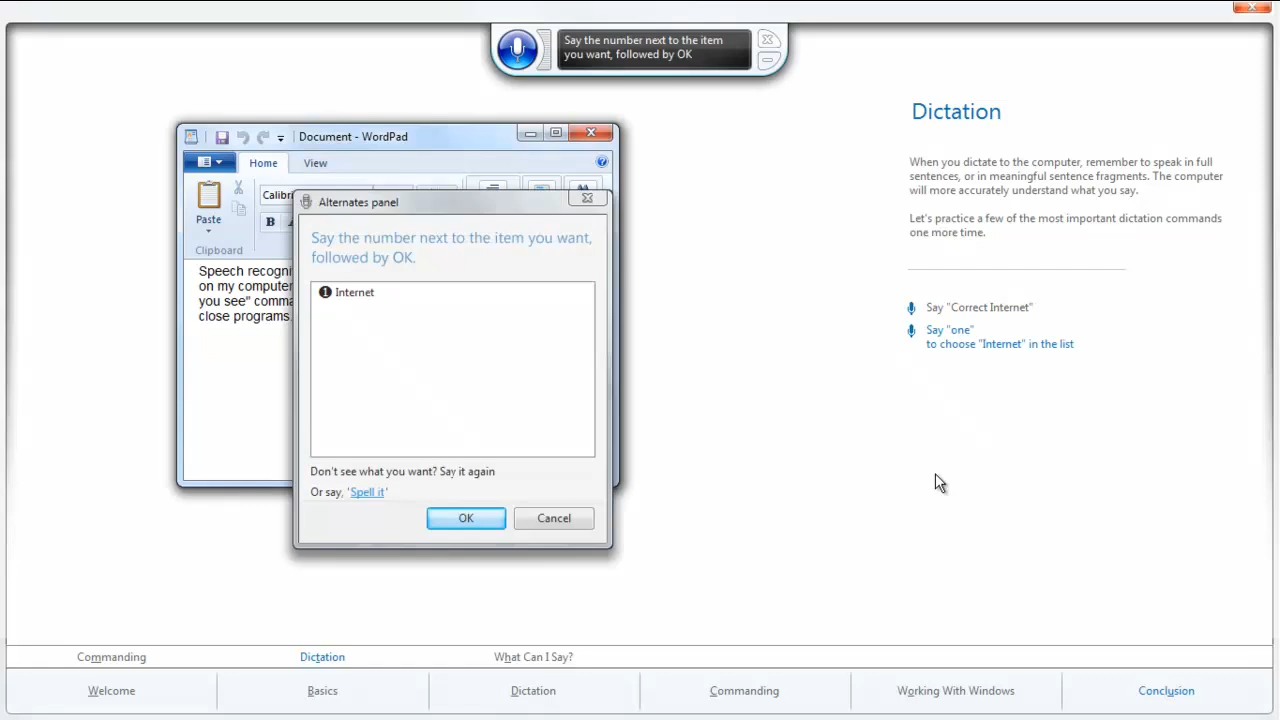 Say the number next to the item
you want, followed by OK
Dictation
When you dictate to the computer, remember to speak in full
sentences, or in meaningful sentence fragments. The computer
will more accurately understand what you say.
Let's practice a few of the most important dictation commands
one more time.
Say "Correct Internet"
Say "one"
to choose "Internet" in the list
Document - WordPad
Home View
Paste
Clipboard
Calibri
B
Speech recogni
on my computer
you see" comma
close programs.
Alternates panel
Say the number next to the item you want,
followed by OK.
1 Internet
Don't see what you want? Say it again
Or say, 'Spell it'
OK Cancel
Commanding Dictation What Can I Say?
Welcome Basics Dictation Commanding Working With Windows Conclusion